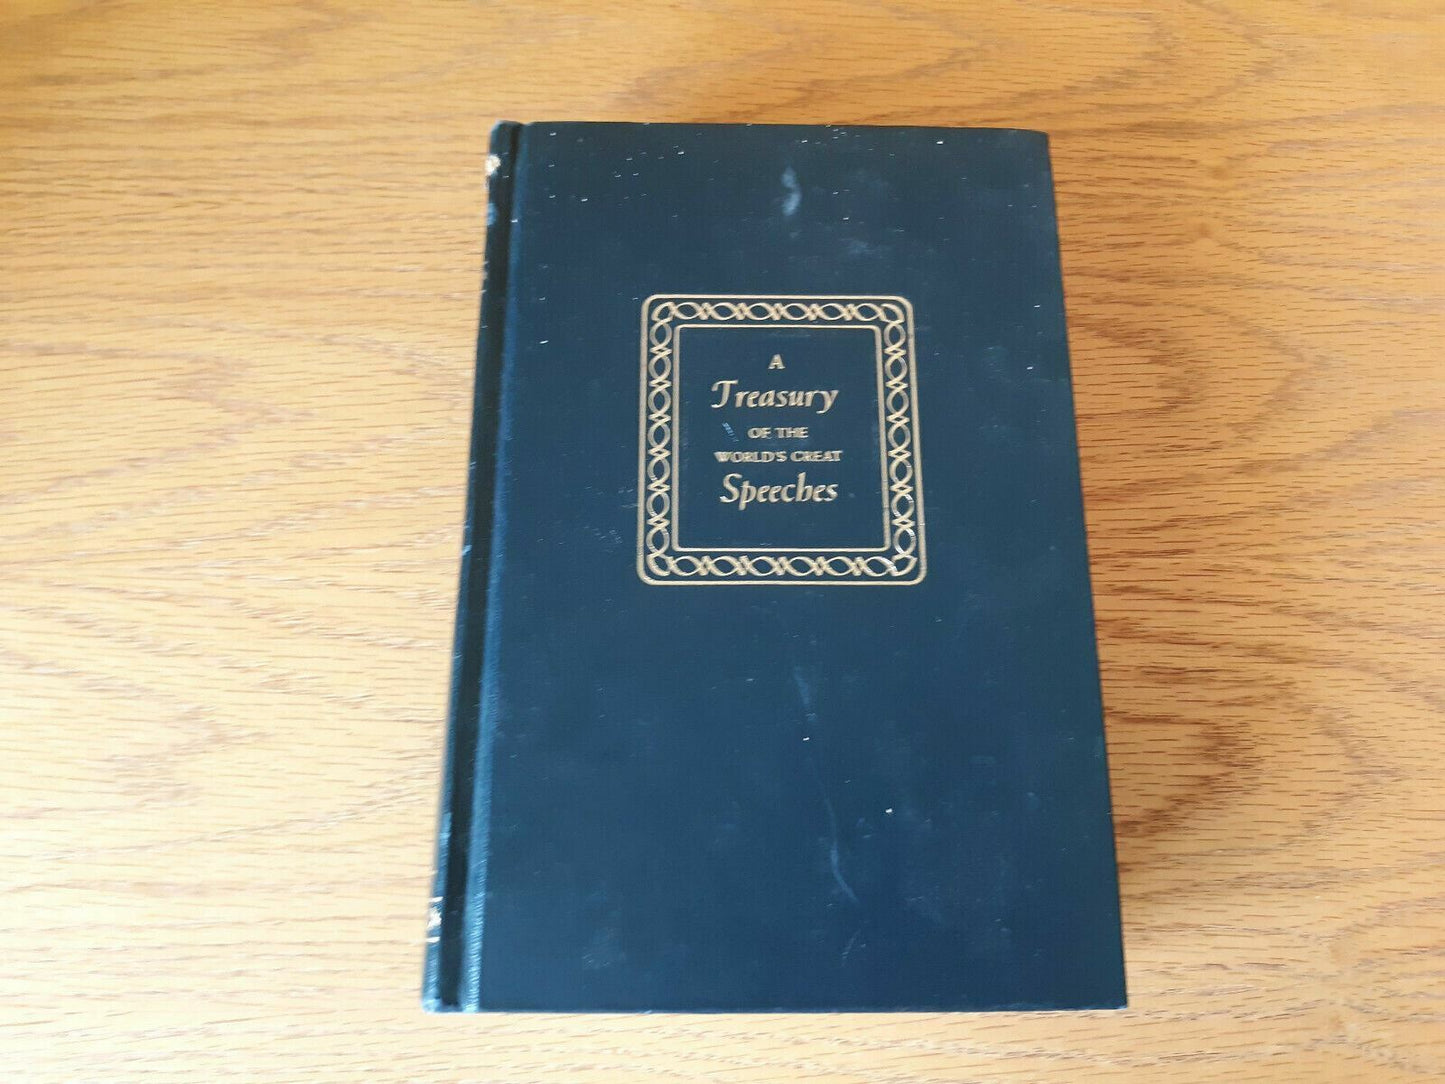 A
Treasury
OF THE
WORLD'S GREAT
Speeches